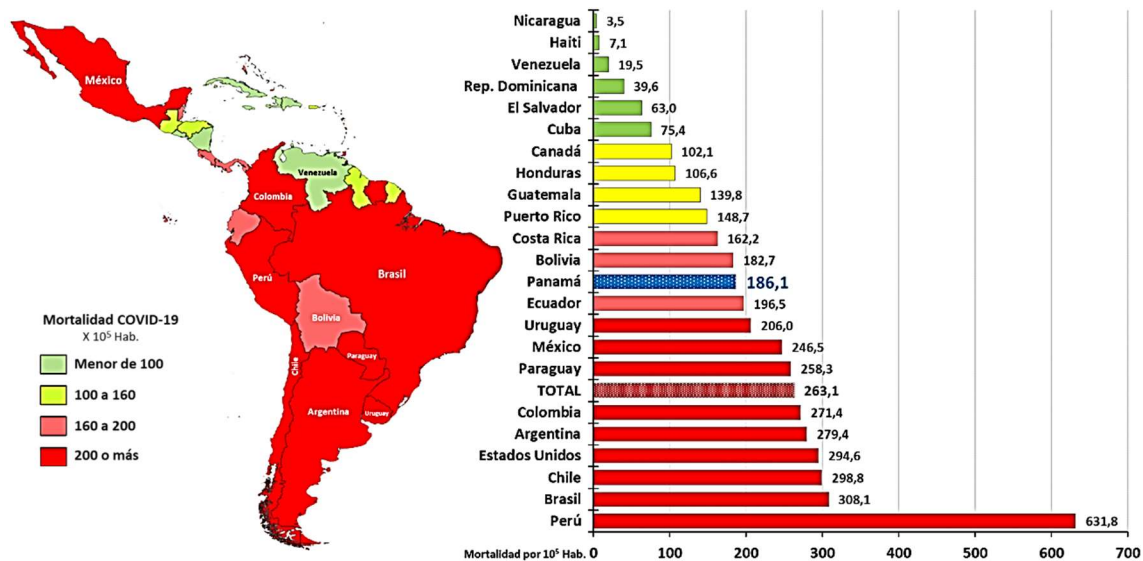 México
Venezuela
Colombia
Perú
Brasil
Bolivia
Paraguay
Chile
Argentina
Uruguay
Mortalidad COVID-19
X 10⁵ Hab.
Menor de 100
100 a 160
160 a 200
200 o más
Nicaragua 3,5
Haiti 7,1
Venezuela 19,5
Rep. Dominicana 39,6
El Salvador 63,0
Cuba 75,4
Canadá 102,1
Honduras 106,6
Guatemala 139,8
Puerto Rico 148,7
Costa Rica 162,2
Bolivia 182,7
Panamá 186,1
Ecuador 196,5
Uruguay 206,0
México 246,5
Paraguay 258,3
TOTAL 263,1
Colombia 271,4
Argentina 279,4
Estados Unidos 294,6
Chile 298,8
Brasil 308,1
Perú 631,8
Mortalidad por 10⁵ Hab. 0 100 200 300 400 500 600 700